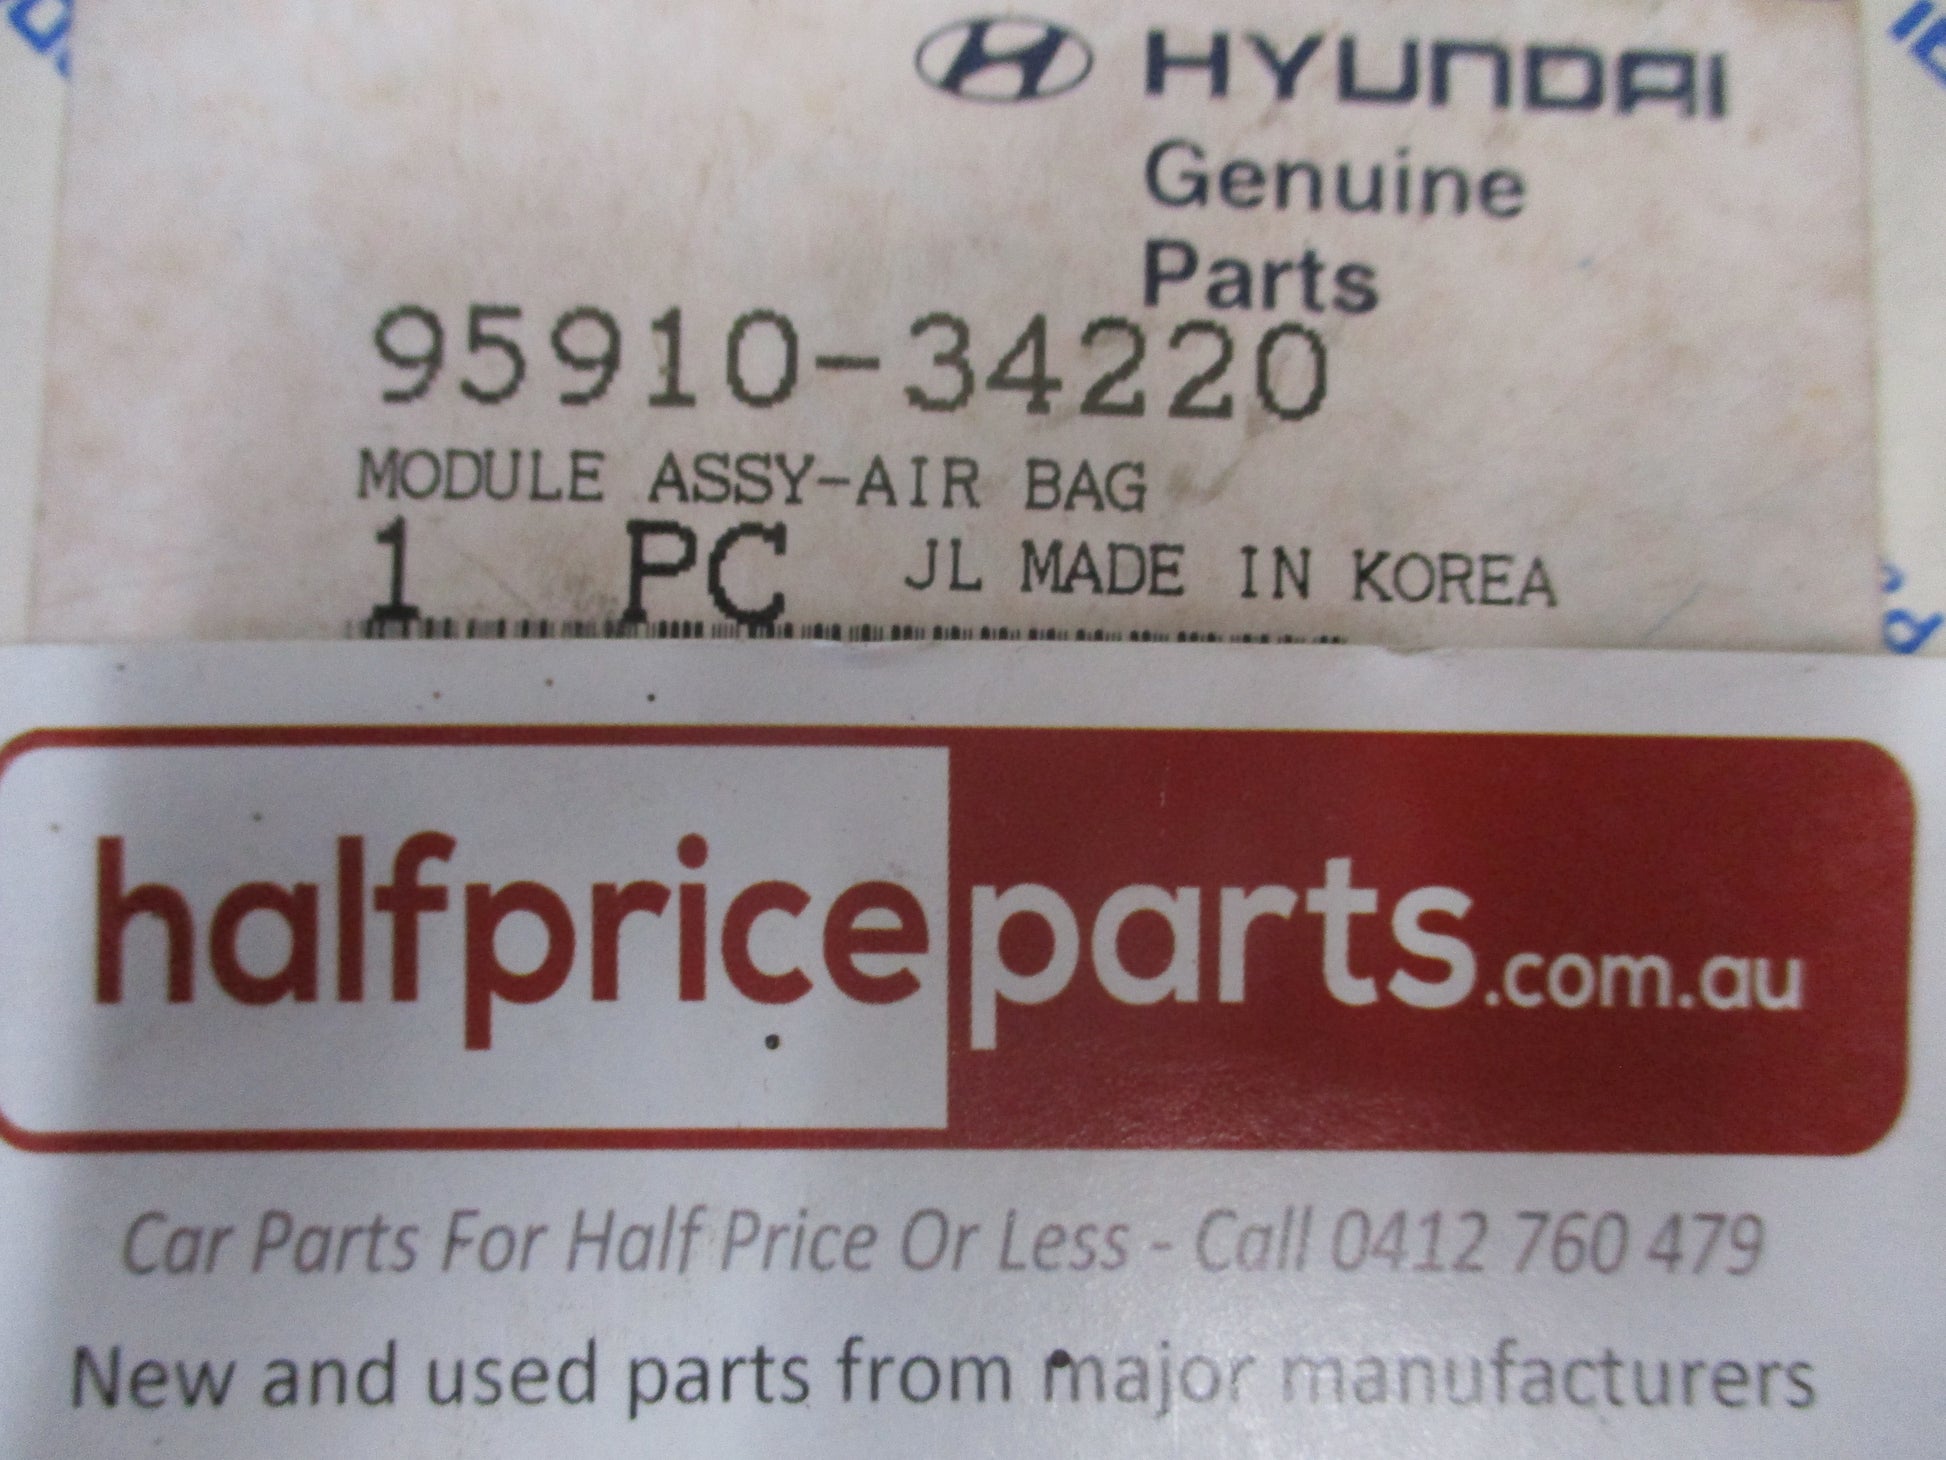 HYUNDAI
Genuine
Parts
95910-34220
MODULE ASSY-AIR BAG
1 PC JL MADE IN KOREA
halfpriceparts.com.au
Car Parts For Half Price Or Less - Call 0412 760 479
New and used parts from major manufacturers